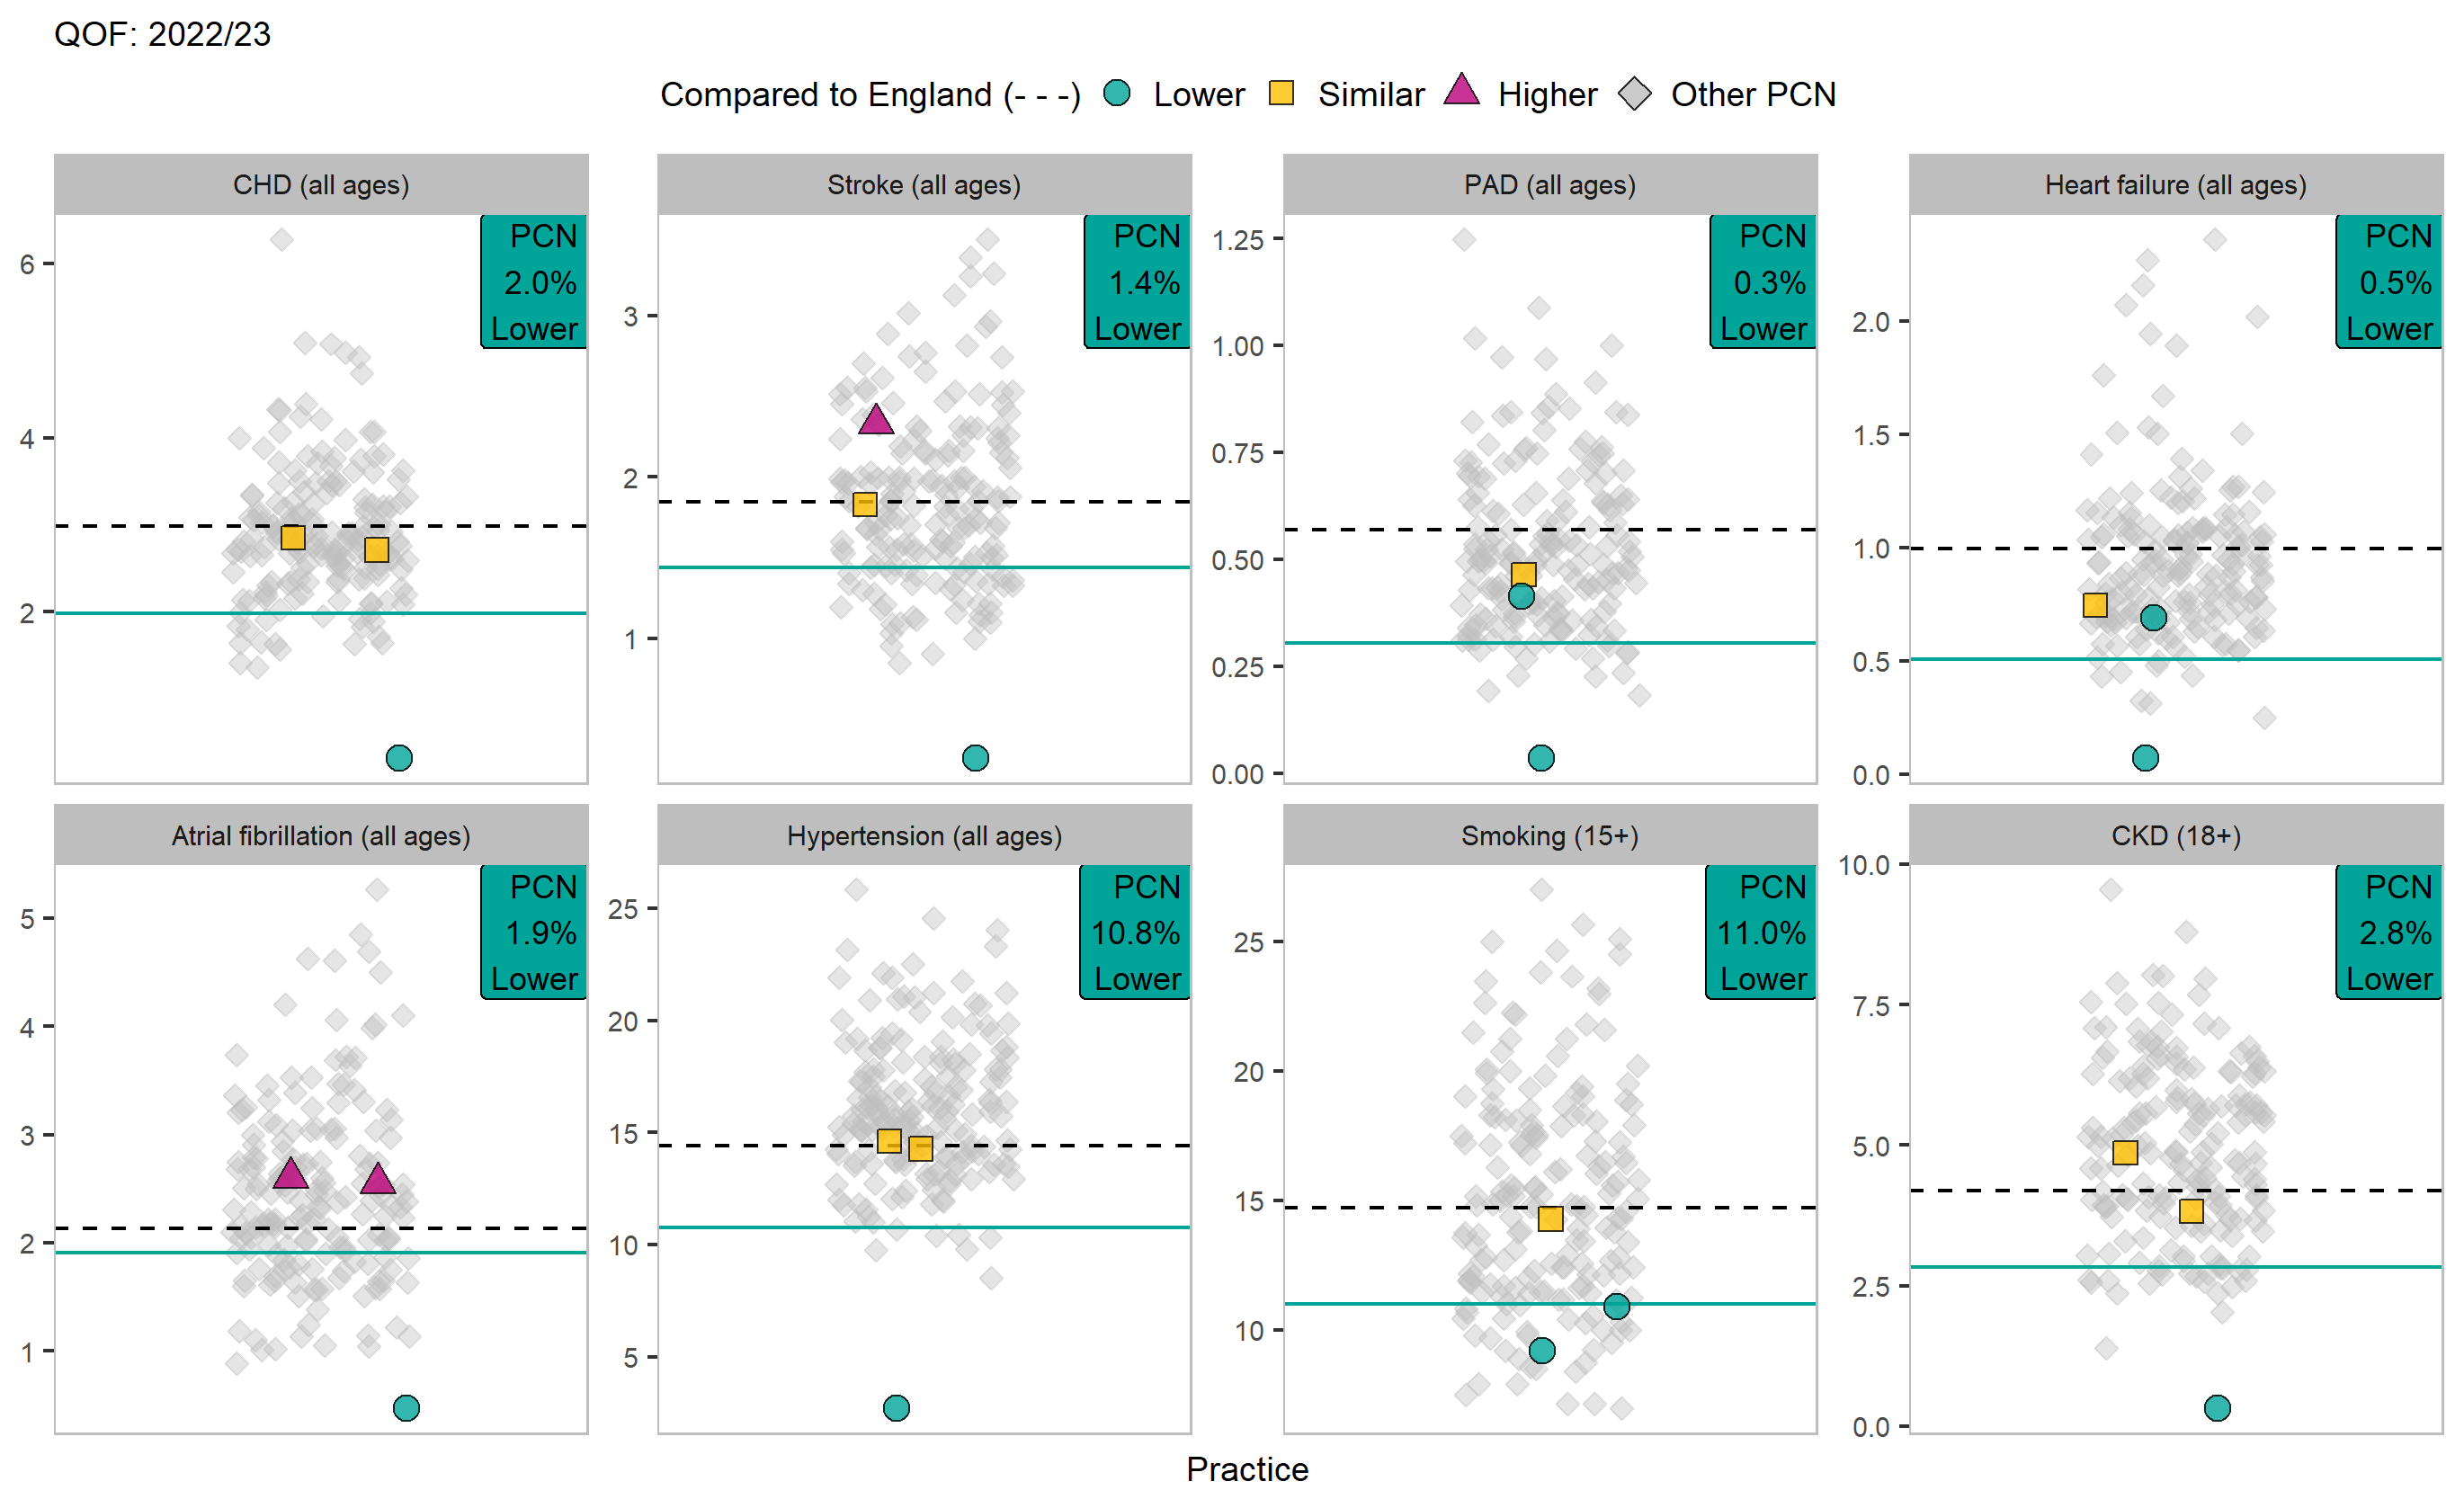 QOF: 2022/23
Compared to England (- - -) Lower Similar Higher Other PCN
CHD (all ages)
PCN
2.0%
Lower
6
4
2
Stroke (all ages)
PCN
1.4%
Lower
3
2
1
PAD (all ages)
PCN
0.3%
Lower
1.25
1.00
0.75
0.50
0.25
0.00
Heart failure (all ages)
PCN
0.5%
Lower
2.0
1.5
1.0
0.5
0.0
Atrial fibrillation (all ages)
PCN
1.9%
Lower
5
4
3
2
1
Hypertension (all ages)
PCN
10.8%
Lower
25
20
15
10
5
Smoking (15+)
PCN
11.0%
Lower
25
20
15
10
CKD (18+)
PCN
2.8%
Lower
10.0
7.5
5.0
2.5
0.0
Practice